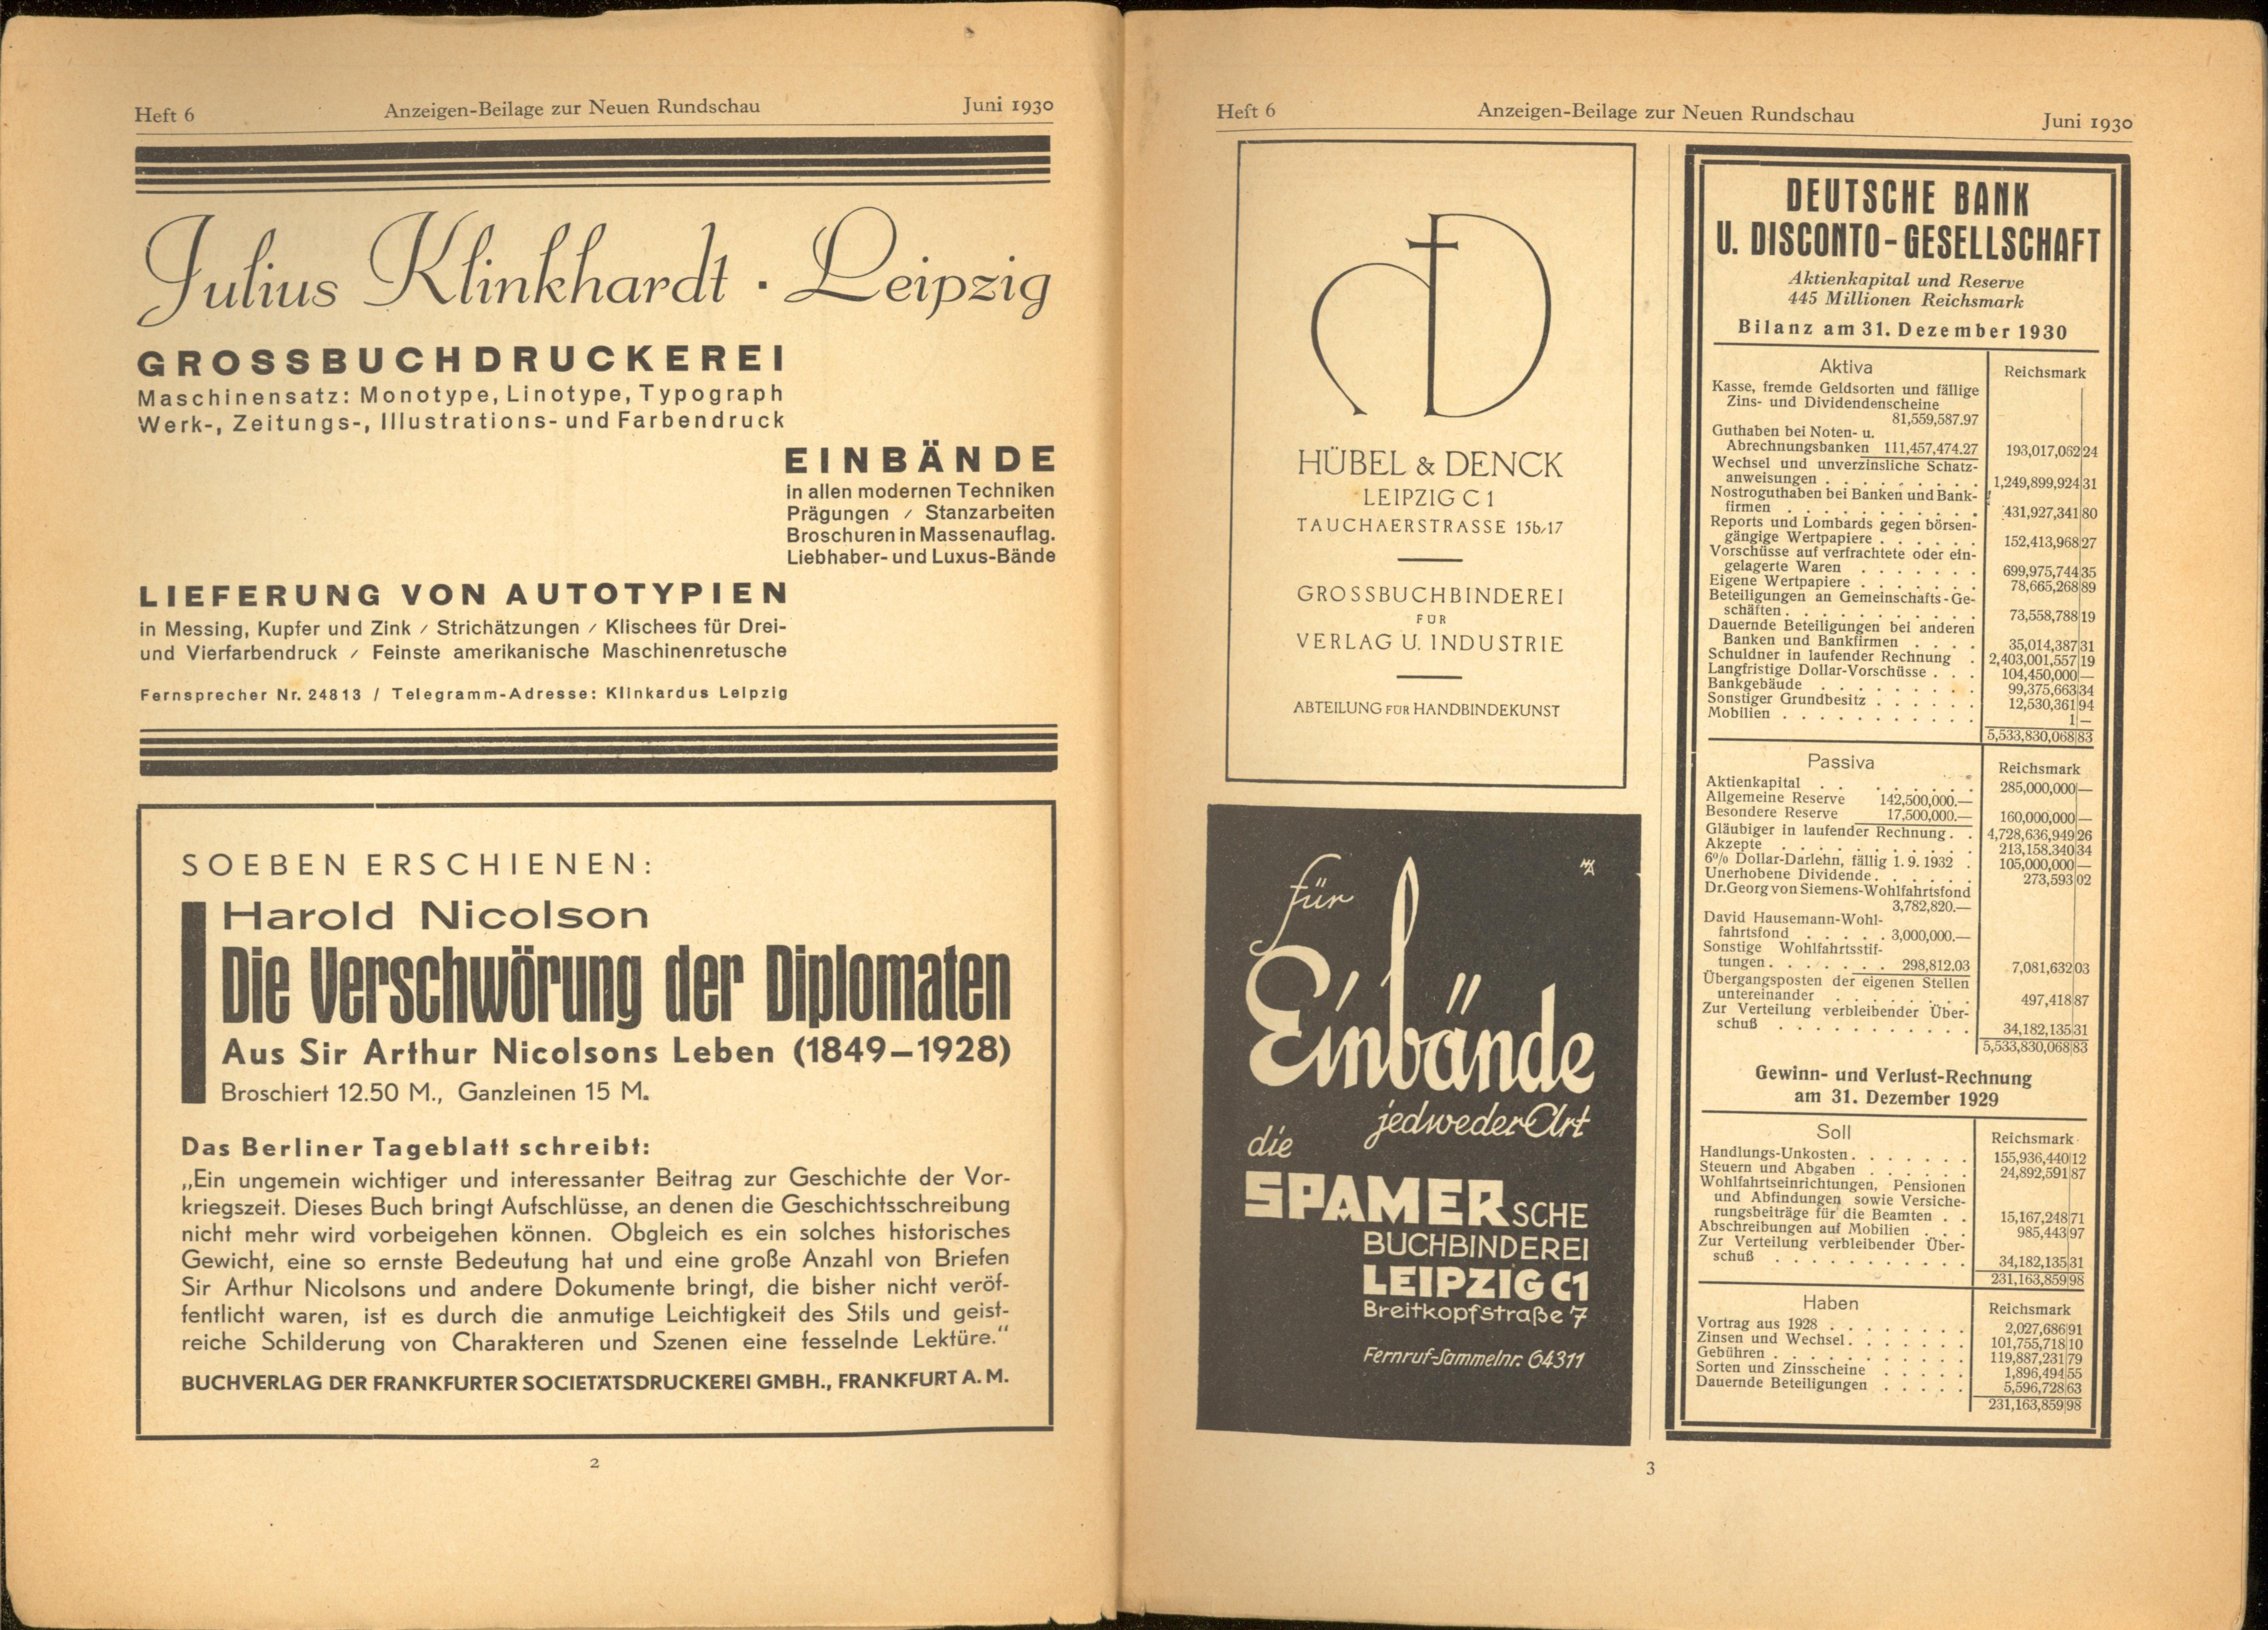 Heft 6 Anzeigen-Beilage zur Neuen Rundschau Juni 1930
Julius Klinkhardt · Leipzig
GROSSBUCHDRUCKEREI
Maschinensatz: Monotype, Linotype, Typograph
Werk-, Zeitungs-, Illustrations- und Farbendruck
EINBÄNDE
in allen modernen Techniken
Prägungen / Stanzarbeiten
Broschuren in Massenauflag.
Liebhaber- und Luxus-Bände
LIEFERUNG VON AUTOTYPIEN
in Messing, Kupfer und Zink / Strichätzungen / Klischees für Drei-
und Vierfarbendruck / Feinste amerikanische Maschinenretusche
Fernsprecher Nr. 24813 / Telegramm-Adresse: Klinkardus Leipzig
SOEBEN ERSCHIENEN:
Harold Nicolson
Die Verschwörung der Diplomaten
Aus Sir Arthur Nicolsons Leben (1849–1928)
Broschiert 12.50 M., Ganzleinen 15 M.
Das Berliner Tageblatt schreibt:
„Ein ungemein wichtiger und interessanter Beitrag zur Geschichte der Vor-
kriegszeit. Dieses Buch bringt Aufschlüsse, an denen die Geschichtsschreibung
nicht mehr wird vorbeigehen können. Obgleich es ein solches historisches
Gewicht, eine so ernste Bedeutung hat und eine große Anzahl von Briefen
Sir Arthur Nicolsons und andere Dokumente bringt, die bisher nicht veröf-
fentlicht waren, ist es durch die anmutige Leichtigkeit des Stils und geist-
reiche Schilderung von Charakteren und Szenen eine fesselnde Lektüre.“
BUCHVERLAG DER FRANKFURTER SOCIETÄTSDRUCKEREI GMBH., FRANKFURT A. M.
2
Heft 6 Anzeigen-Beilage zur Neuen Rundschau Juni 1930
HÜBEL & DENCK
LEIPZIG C 1
TAUCHAERSTRASSE 15b/17
GROSSBUCHBINDEREI
FÜR
VERLAG U. INDUSTRIE
ABTEILUNG FÜR HANDBINDEKUNST
für
Einbände
jedweder Art
die
SPAMERSCHE
BUCHBINDEREI
LEIPZIG C1
Breitkopfstraße 7
Fernruf-Sammelnr. 64311
DEUTSCHE BANK
U. DISCONTO-GESELLSCHAFT
Aktienkapital und Reserve
445 Millionen Reichsmark
Bilanz am 31. Dezember 1930
Aktiva Reichsmark
Kasse, fremde Geldsorten und fällige
Zins- und Dividendenscheine
81,559,587.97
Guthaben bei Noten- u.
Abrechnungsbanken 111,457,474.27 193,017,062 24
Wechsel und unverzinsliche Schatz-
anweisungen . . . . . . . . . 1,249,899,924 31
Nostroguthaben bei Banken und Bank-
firmen . . . . . . . . . . . 431,927,341 80
Reports und Lombards gegen börsen-
gängige Wertpapiere . . . . . . 152,413,968 27
Vorschüsse auf verfrachtete oder ein-
gelagerte Waren . . . . . . . 699,975,744 35
Eigene Wertpapiere . . . . . . . 78,665,268 89
Beteiligungen an Gemeinschafts-Ge-
schäften . . . . . . . . . . . 73,558,788 19
Dauernde Beteiligungen bei anderen
Banken und Bankfirmen . . . . 35,014,387 31
Schuldner in laufender Rechnung . 2,403,001,557 19
Langfristige Dollar-Vorschüsse . . . 104,450,000 —
Bankgebäude . . . . . . . . . 99,375,663 34
Sonstiger Grundbesitz . . . . . . 12,530,361 94
Mobilien . . . . . . . . . . . 1 —
5,533,830,068 83
Passiva Reichsmark
Aktienkapital . . . . . . . . 285,000,000 —
Allgemeine Reserve 142,500,000.—
Besondere Reserve 17,500,000.— 160,000,000 —
Gläubiger in laufender Rechnung . . 4,728,636,949 26
Akzepte . . . . . . . . . . . 213,158,340 34
6% Dollar-Darlehn, fällig 1. 9. 1932 . 105,000,000 —
Unerhobene Dividende . . . . . . 273,593 02
Dr. Georg von Siemens-Wohlfahrtsfond
3,782,820.—
David Hausemann-Wohl-
fahrtsfond . . . . . 3,000,000.—
Sonstige Wohlfahrtsstif-
tungen . . . . . . . 298,812.03 7,081,632 03
Übergangsposten der eigenen Stellen
untereinander . . . . . . . . 497,418 87
Zur Verteilung verbleibender Über-
schuß . . . . . . . . . . . 34,182,135 31
5,533,830,068 83
Gewinn- und Verlust-Rechnung
am 31. Dezember 1929
Soll Reichsmark
Handlungs-Unkosten . . . . . . . 155,936,440 12
Steuern und Abgaben . . . . . . 24,892,591 87
Wohlfahrtseinrichtungen, Pensionen
und Abfindungen sowie Versiche-
rungsbeiträge für die Beamten . . 15,167,248 71
Abschreibungen auf Mobilien . . . 985,443 97
Zur Verteilung verbleibender Über-
schuß . . . . . . . . . . . 34,182,135 31
231,163,859 98
Haben Reichsmark
Vortrag aus 1928 . . . . . . . . 2,027,686 91
Zinsen und Wechsel . . . . . . . 101,755,718 10
Gebühren . . . . . . . . . . . 119,887,231 79
Sorten und Zinsscheine . . . . . 1,896,494 55
Dauernde Beteiligungen . . . . . 5,596,728 63
231,163,859 98
3